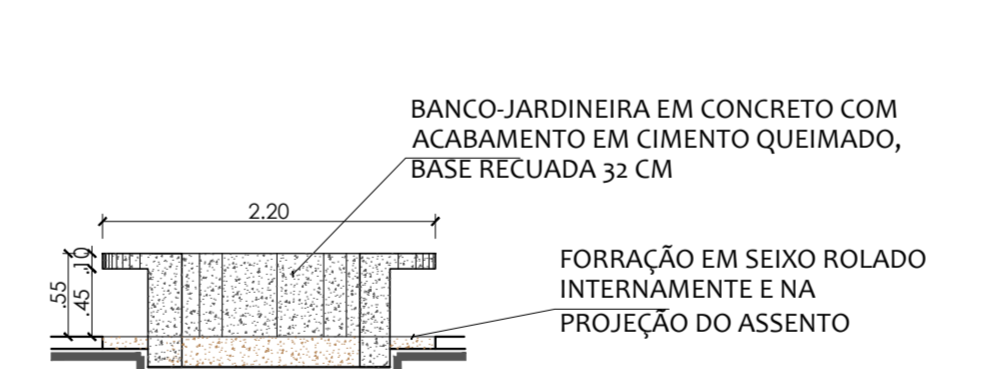 BANCO-JARDINEIRA EM CONCRETO COM
ACABAMENTO EM CIMENTO QUEIMADO,
BASE RECUADA 32 CM
2.20
.10
.55
.45
FORRAÇÃO EM SEIXO ROLADO
INTERNAMENTE E NA
PROJEÇÃO DO ASSENTO